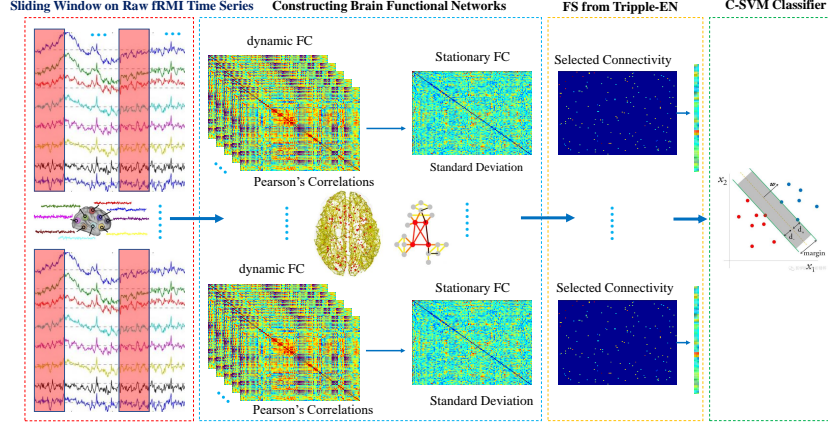 Sliding Window on Raw fRMI Time Series
Constructing Brain Functional Networks
FS from Tripple-EN
C-SVM Classifier
dynamic FC
Stationary FC
Selected Connectivity
Standard Deviation
Pearson's Correlations
x2
margin
x1
dynamic FC
Stationary FC
Selected Connectivity
Standard Deviation
Pearson's Correlations